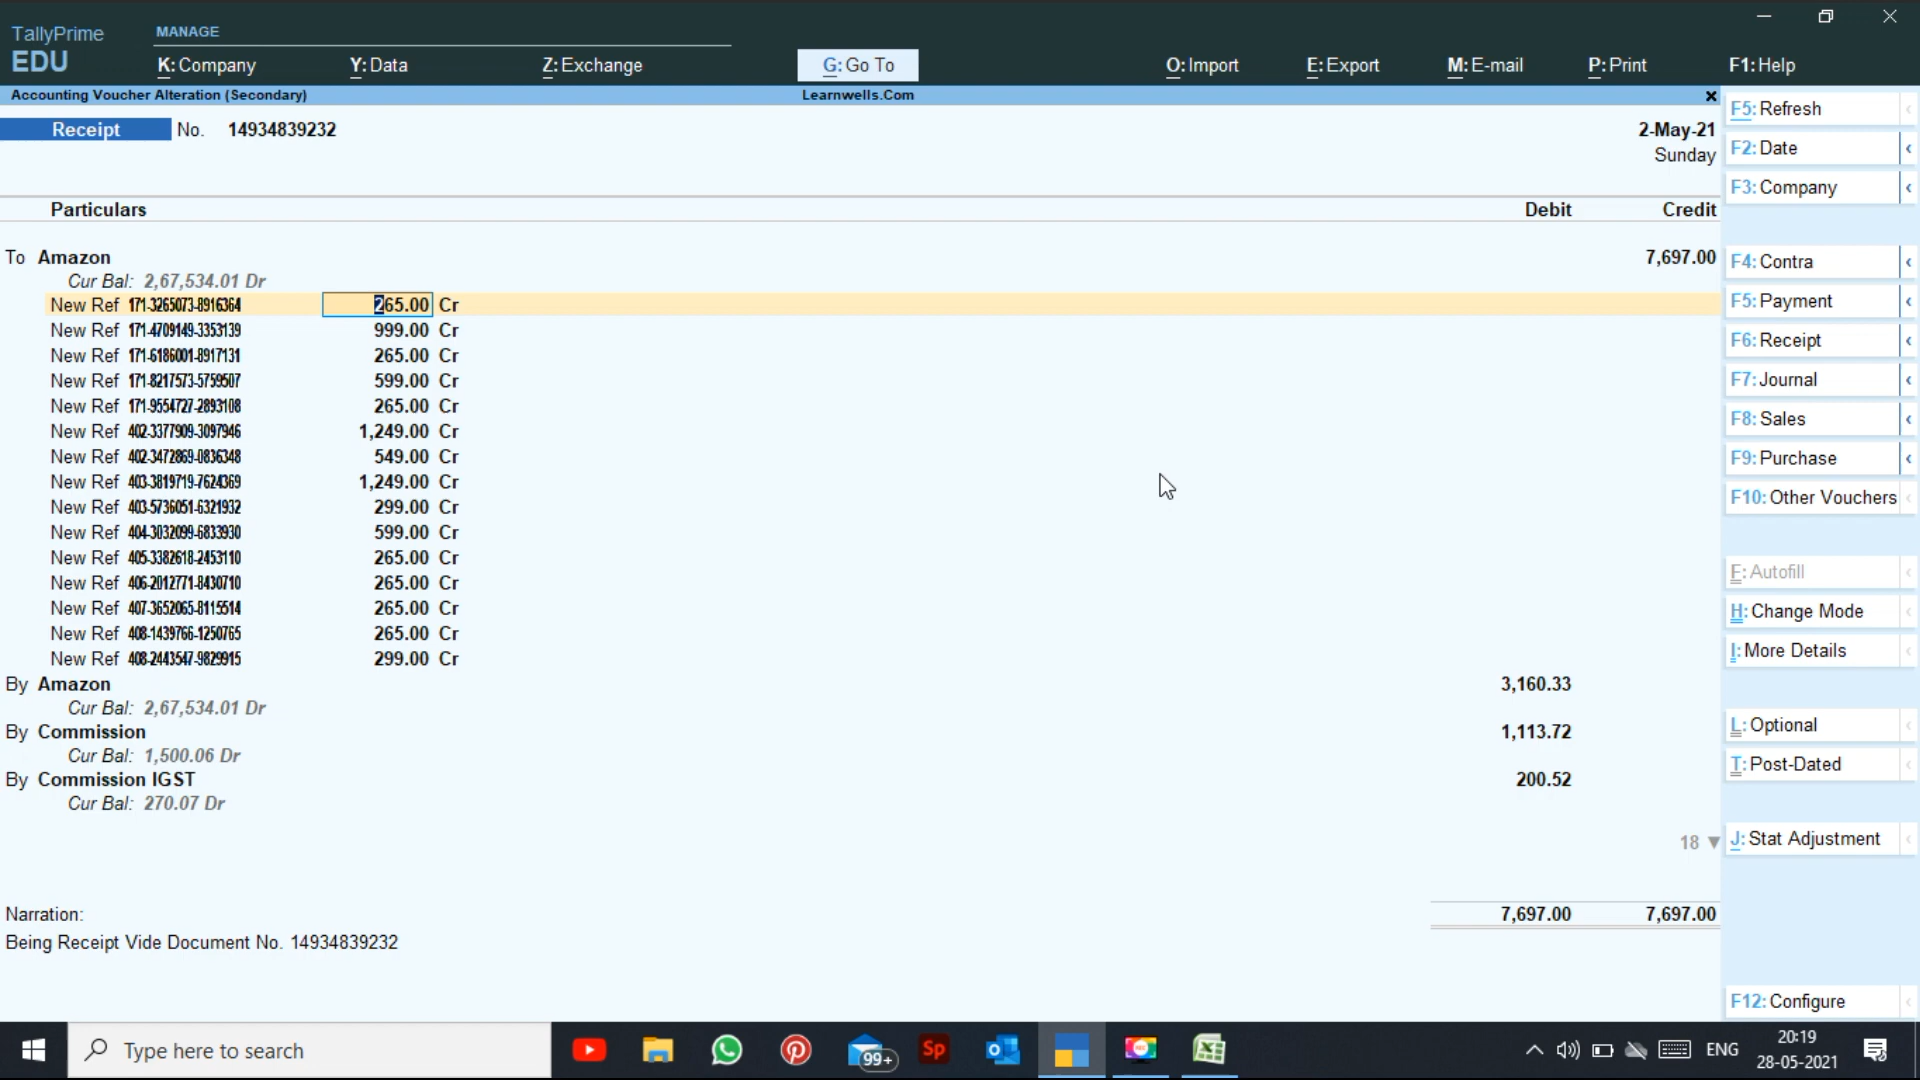 TallyPrime
EDU
MANAGE
K: Company
Y: Data
Z: Exchange
G: Go To
O: Import
E: Export
M: E-mail
P: Print
F1: Help
Accounting Voucher Alteration (Secondary)
Learnwells.Com
Receipt No. 14934839232
2-May-21
Sunday
Particulars Debit Credit
To Amazon 7,697.00
Cur Bal: 2,67,534.01 Dr
New Ref 171-3265073-8916364 265.00 Cr
New Ref 171-4709149-3353139 999.00 Cr
New Ref 171-6186001-8917131 265.00 Cr
New Ref 171-8217573-5759507 599.00 Cr
New Ref 171-9554727-2893108 265.00 Cr
New Ref 402-3377909-3097946 1,249.00 Cr
New Ref 402-3472869-0836348 549.00 Cr
New Ref 403-3819719-7624369 1,249.00 Cr
New Ref 403-5736051-6321932 299.00 Cr
New Ref 404-3032099-6833930 599.00 Cr
New Ref 405-3382618-2453110 265.00 Cr
New Ref 406-2012771-8430710 265.00 Cr
New Ref 407-3652065-8115514 265.00 Cr
New Ref 408-1439766-1250765 265.00 Cr
New Ref 408-2443547-9829915 299.00 Cr
By Amazon 3,160.33
Cur Bal: 2,67,534.01 Dr
By Commission 1,113.72
Cur Bal: 1,500.06 Dr
By Commission IGST 200.52
Cur Bal: 270.07 Dr
18
Narration:
7,697.00 7,697.00
Being Receipt Vide Document No. 14934839232
F5: Refresh
F2: Date
F3: Company
F4: Contra
F5: Payment
F6: Receipt
F7: Journal
F8: Sales
F9: Purchase
F10: Other Vouchers
F: Autofill
H: Change Mode
I: More Details
L: Optional
T: Post-Dated
J: Stat Adjustment
F12: Configure
Type here to search
99+
Sp
ENG
20:19
28-05-2021